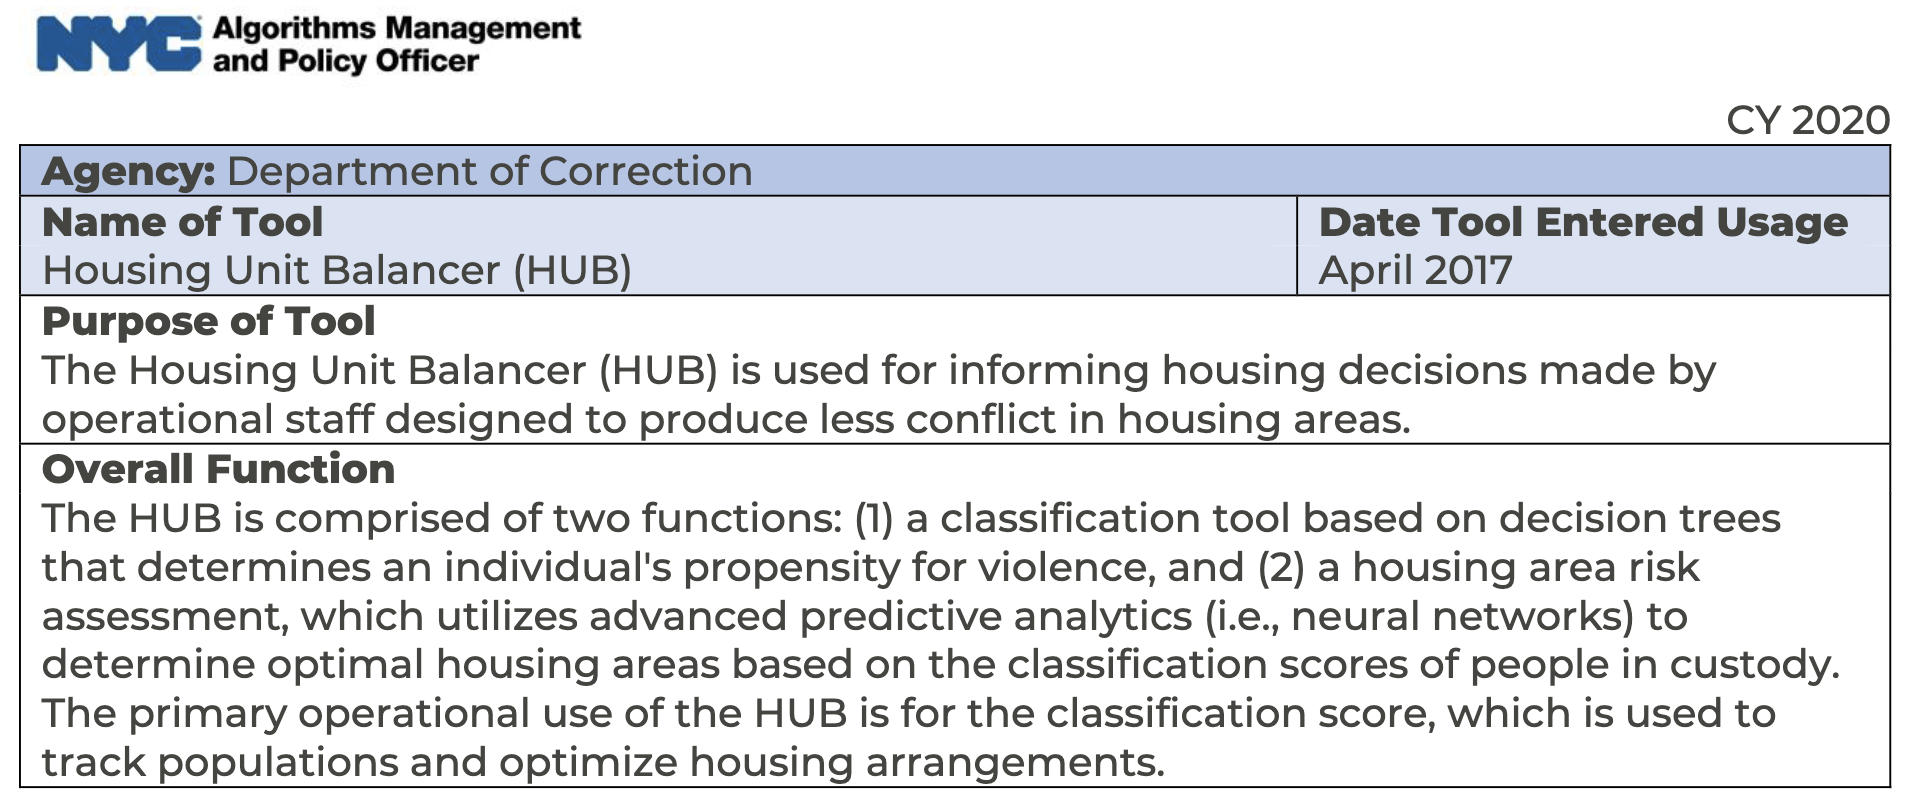 NYC Algorithms Management
and Policy Officer
CY 2020
Agency: Department of Correction
Name of Tool
Housing Unit Balancer (HUB)
Date Tool Entered Usage
April 2017
Purpose of Tool
The Housing Unit Balancer (HUB) is used for informing housing decisions made by
operational staff designed to produce less conflict in housing areas.
Overall Function
The HUB is comprised of two functions: (1) a classification tool based on decision trees
that determines an individual's propensity for violence, and (2) a housing area risk
assessment, which utilizes advanced predictive analytics (i.e., neural networks) to
determine optimal housing areas based on the classification scores of people in custody.
The primary operational use of the HUB is for the classification score, which is used to
track populations and optimize housing arrangements.